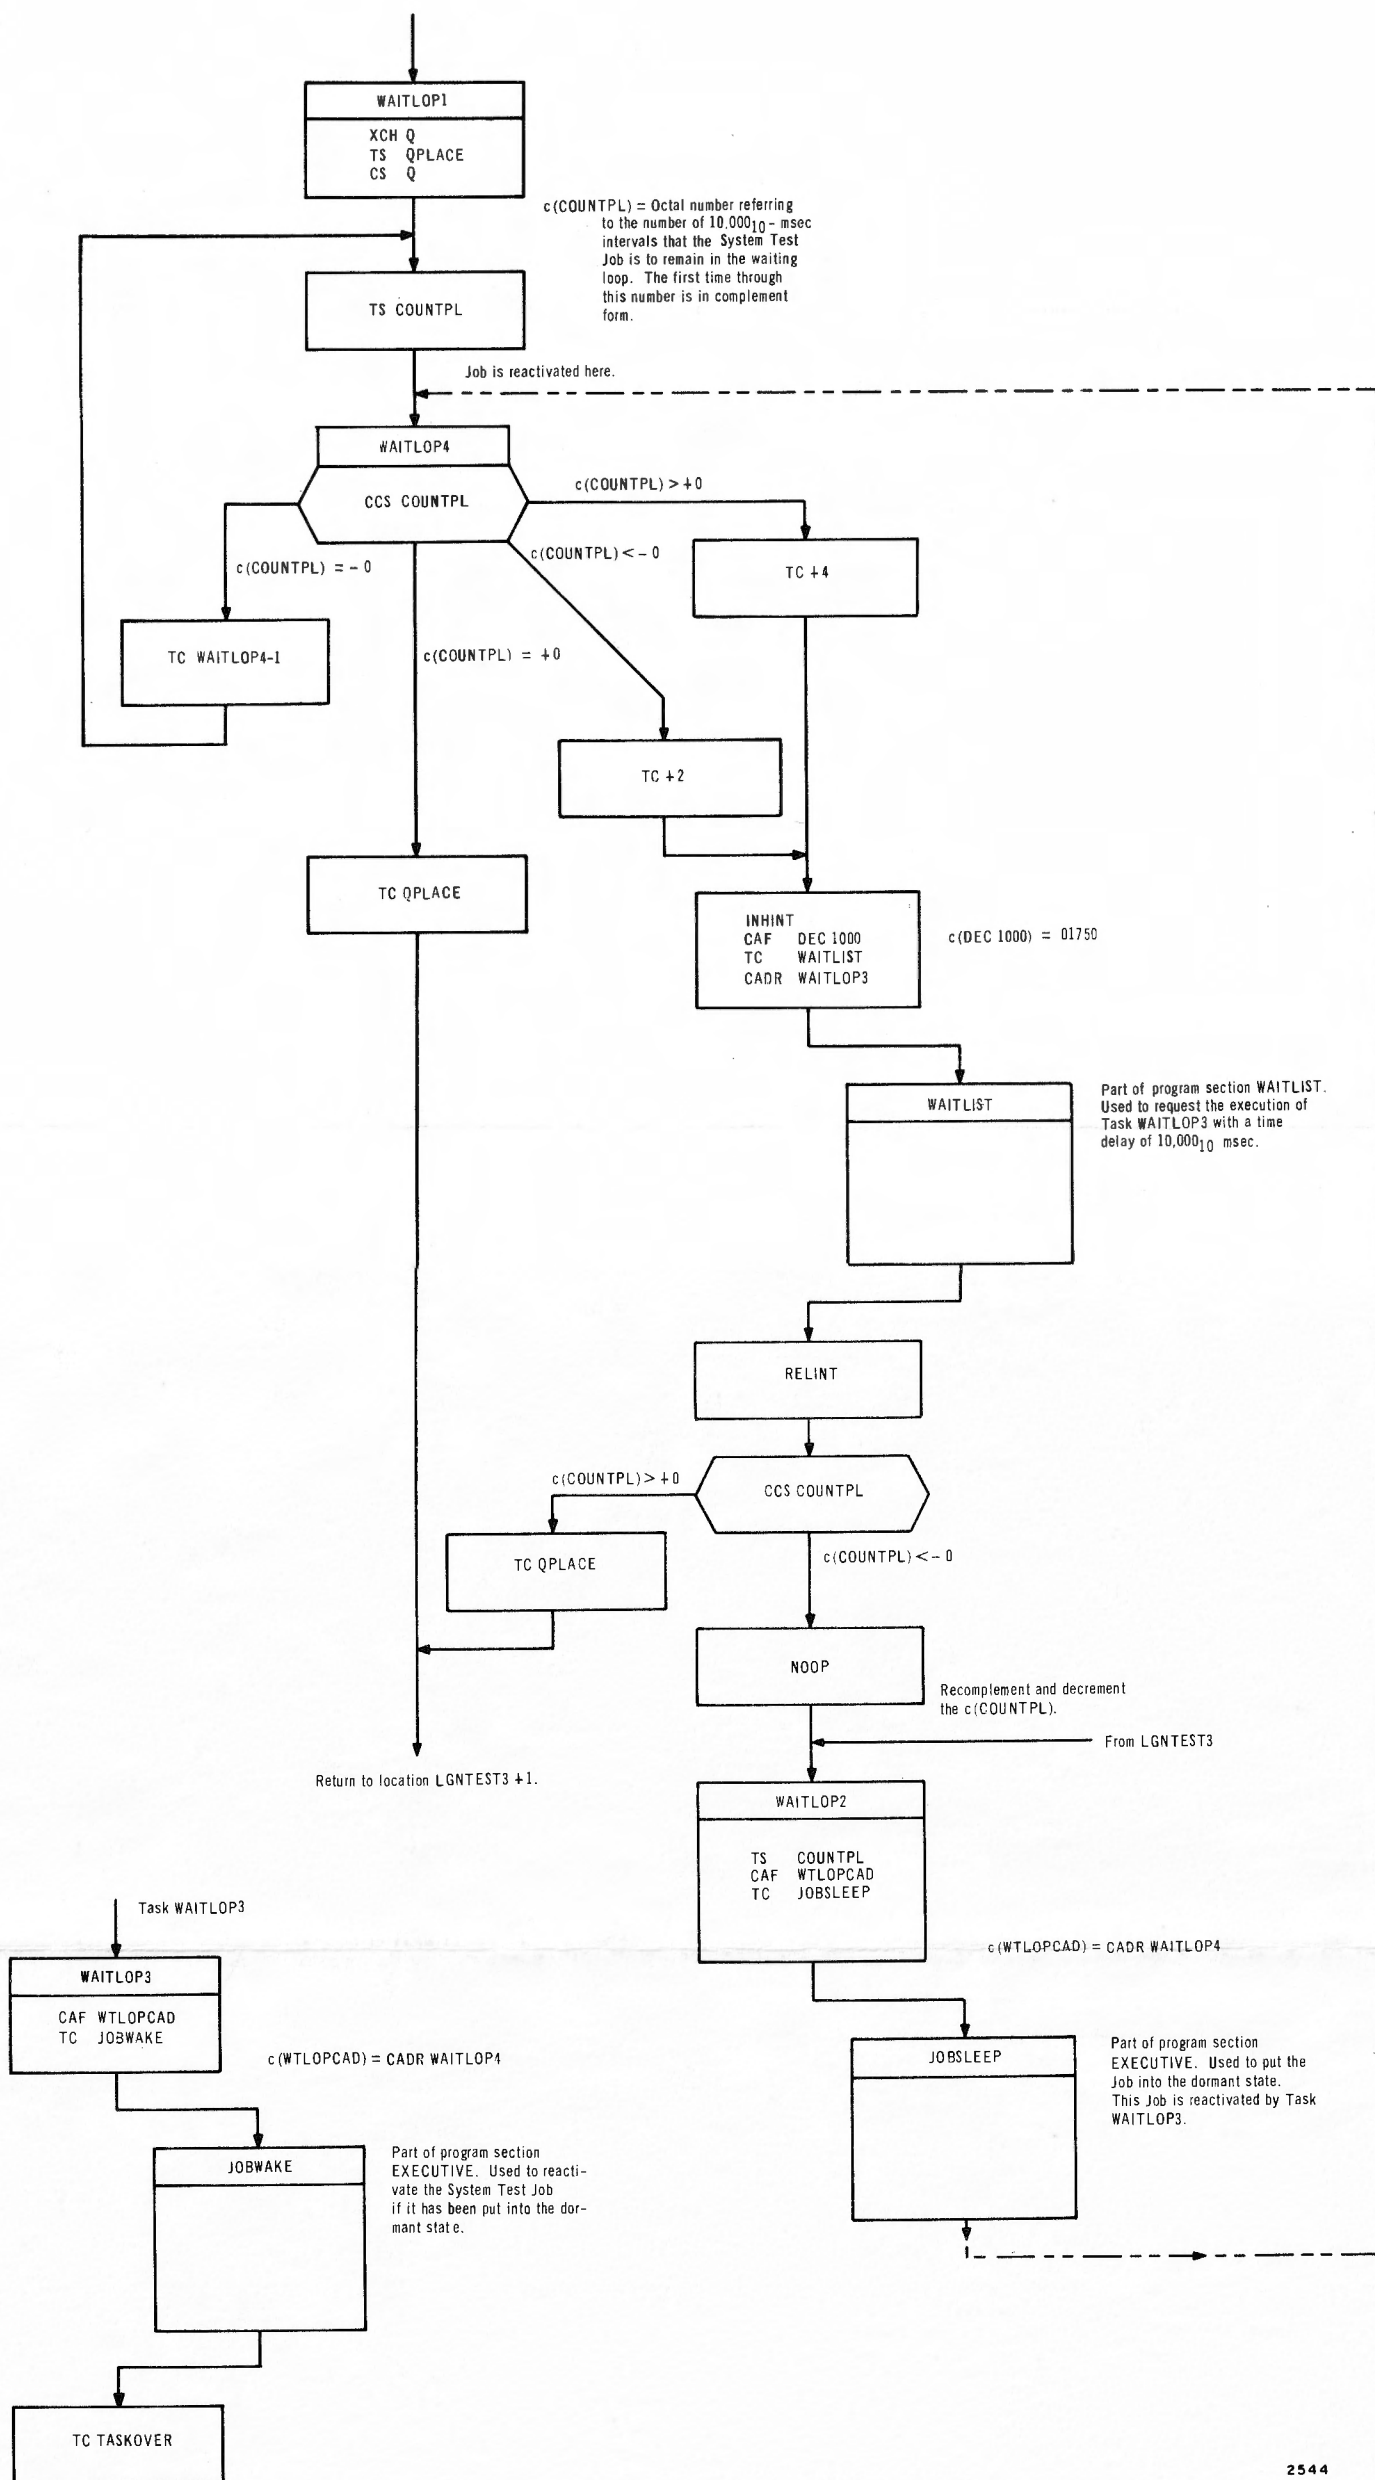 WAITLOP1
XCH Q
TS QPLACE
CS Q
c(COUNTPL) = Octal number referring
to the number of 10,000₁₀- msec
intervals that the System Test
Job is to remain in the waiting
loop. The first time through
this number is in complement
form.
TS COUNTPL
Job is reactivated here.
WAITLOP4
CCS COUNTPL
c(COUNTPL) > +0
c(COUNTPL) < - 0
c(COUNTPL) = - 0
TC +4
TC WAITLOP4-1
c(COUNTPL) = +0
TC +2
TC QPLACE
INHINT
CAF DEC 1000
TC WAITLIST
CADR WAITLOP3
c(DEC 1000) = 01750
WAITLIST
Part of program section WAITLIST.
Used to request the execution of
Task WAITLOP3 with a time
delay of 10,000₁₀ msec.
RELINT
c(COUNTPL) > +0
CCS COUNTPL
TC QPLACE
c(COUNTPL) < - 0
NOOP
Recomplement and decrement
the c(COUNTPL).
From LGNTEST3
Return to location LGNTEST3 +1.
WAITLOP2
TS COUNTPL
CAF WTLOPCAD
TC JOBSLEEP
Task WAITLOP3
c(WTLOPCAD) = CADR WAITLOP4
WAITLOP3
CAF WTLOPCAD
TC JOBWAKE
c(WTLOPCAD) = CADR WAITLOP4
JOBSLEEP
Part of program section
EXECUTIVE. Used to put the
Job into the dormant state.
This Job is reactivated by Task
WAITLOP3.
JOBWAKE
Part of program section
EXECUTIVE. Used to reacti-
vate the System Test Job
if it has been put into the dor-
mant state.
TC TASKOVER
2544